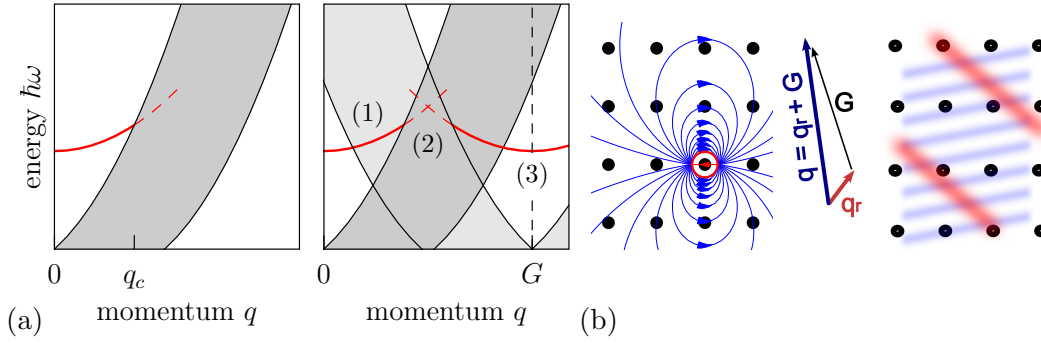 energy ħω
0
q_c
momentum q
(a)
(1)
(2)
(3)
0
G
momentum q
(b)
q = q_r + G
G
q_r